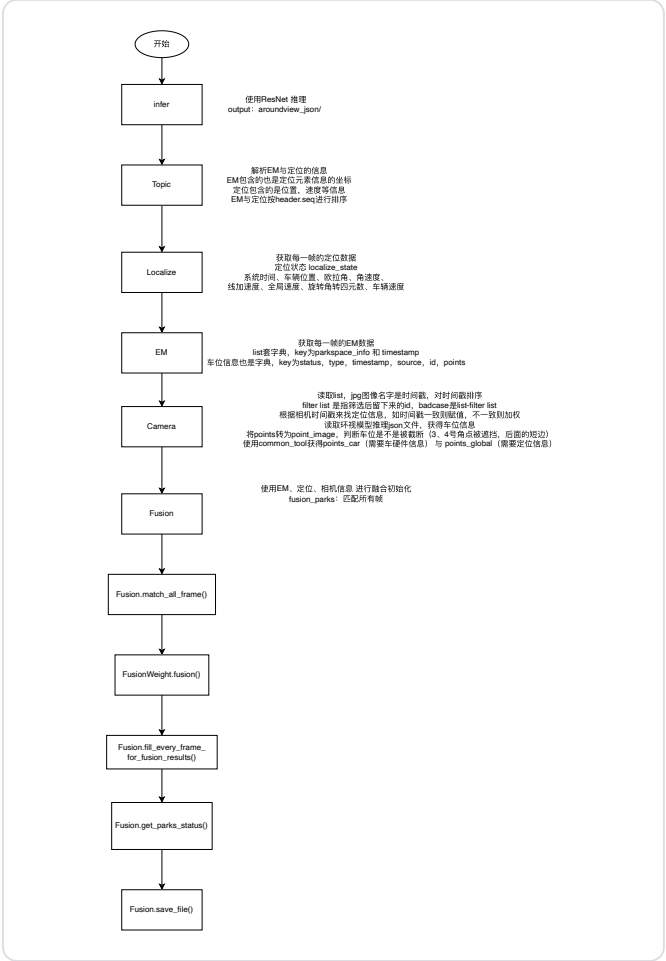 开始
infer
使用ResNet 推理
output：aroundview_json/
Topic
解析EM与定位的信息
EM包含的也是定位元素信息的坐标
定位包含的是位置，速度等信息
EM与定位按header.seq进行排序
Localize
获取每一帧的定位数据
定位状态 localize_state
系统时间、车辆位置、欧拉角、角速度、
线加速度、全局速度、旋转角转四元数、车辆速度
EM
获取每一帧的EM数据
list套字典，key为parkspace_info 和 timestamp
车位信息也是字典，key为status，type，timestamp，source，id，points
Camera
读取list，jpg图像名字是时间戳，对时间戳排序
filter list 是指筛选后留下来的id，badcase是list-filter list
根据相机时间戳来找定位信息，如时间戳一致则赋值，不一致则加权
读取环视模型推理json文件，获得车位信息
将points转为point_image，判断车位是不是被截断（3、4号角点被遮挡，后面的短边）
使用common_tool获得points_car（需要车硬件信息） 与 points_global（需要定位信息）
Fusion
使用EM、定位、相机信息 进行融合初始化
fusion_parks：匹配所有帧
Fusion.match_all_frame()
FusionWeight.fusion()
Fusion.fill_every_frame_
for_fusion_results()
Fusion.get_parks_status()
Fusion.save_file()